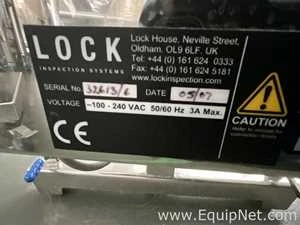 LOCK
INSPECTION SYSTEMS
Lock House, Neville Street,
Oldham. OL9 6LF, UK
Tel: +44 (0) 161 624 0333
Fax: +44 (0) 161 624 5181
www.lockinspection.com
SERIAL No. 32613/6 DATE 05/07
VOLTAGE ~100 - 240 VAC 50/60 Hz 3A Max.
CE
CAUTION
www.EquipNet.com